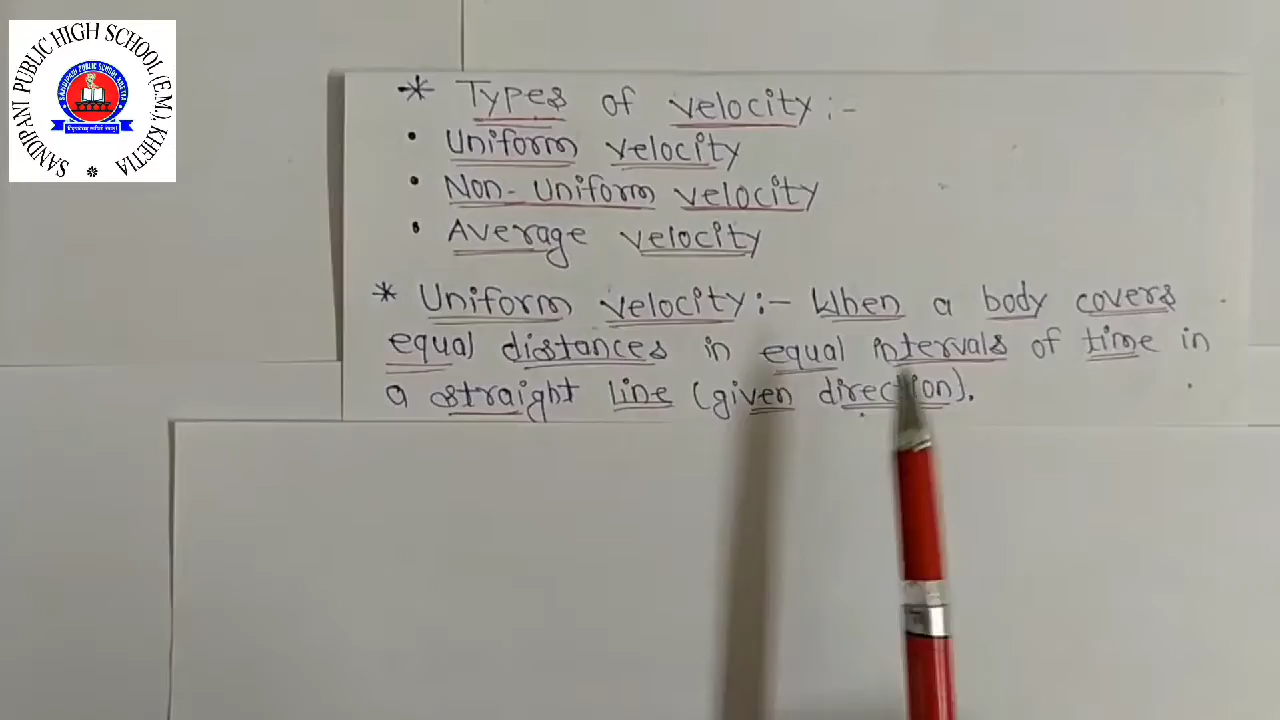 SANDIPANI PUBLIC HIGH SCHOOL (E.M.), KHETIA
* Types of velocity :-
• Uniform velocity
• Non-Uniform velocity
• Average velocity
* Uniform velocity :- When a body covers
equal distances in equal intervals of time in
a straight line (given direction).